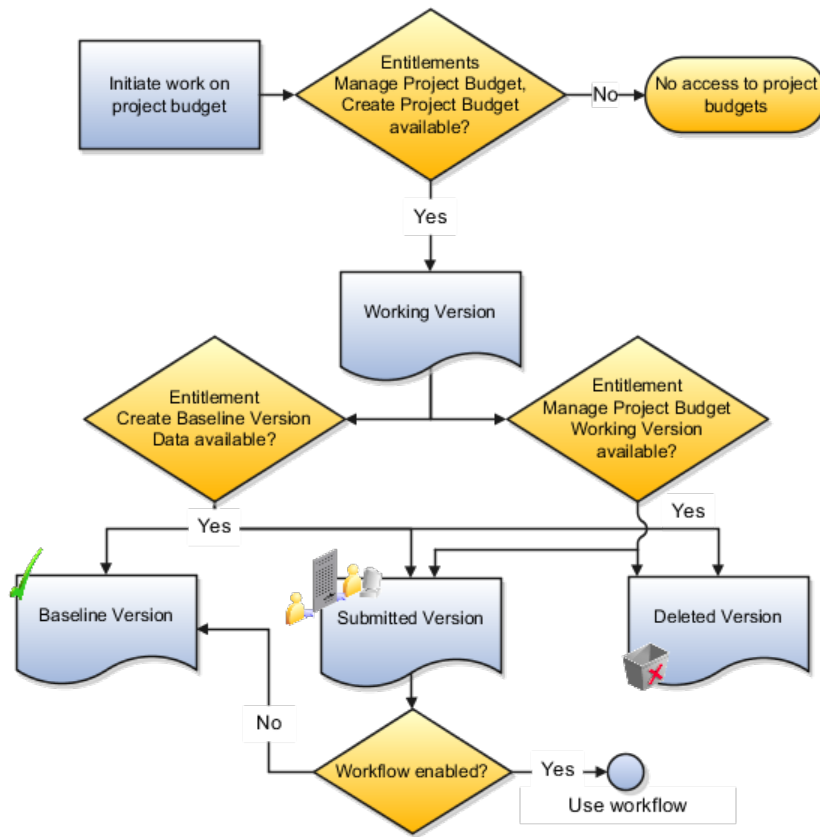 Initiate work on
project budget
Entitlements
Manage Project Budget,
Create Project Budget
available?
No
No access to project
budgets
Yes
Working Version
Entitlement
Create Baseline Version
Data available?
Entitlement
Manage Project Budget
Working Version
available?
Yes
Yes
Baseline Version
Submitted Version
Deleted Version
No
Workflow enabled?
Yes
Use workflow